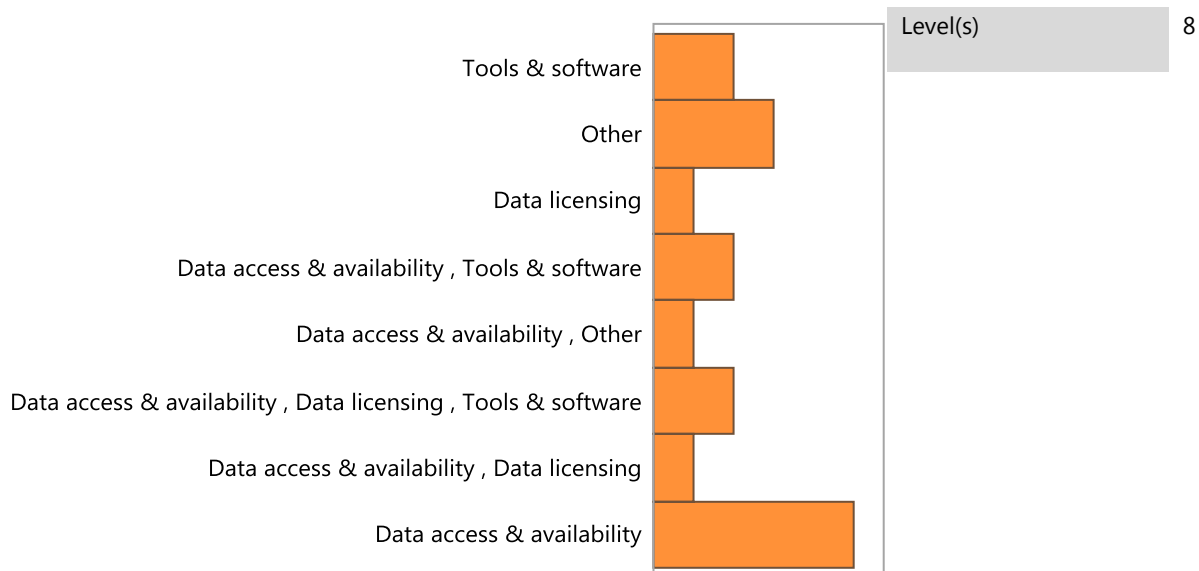 Level(s) 8
Tools & software
Other
Data licensing
Data access & availability , Tools & software
Data access & availability , Other
Data access & availability , Data licensing , Tools & software
Data access & availability , Data licensing
Data access & availability